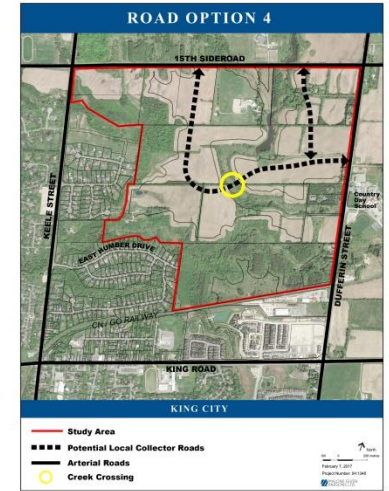 ROAD OPTION 4
15TH SIDEROAD
KEELE STREET
Country
Day
School
EAST HUMBER DRIVE
DUFFERIN STREET
CN / GO RAILWAY
KING ROAD
KING CITY
Study Area
Potential Local Collector Roads
Arterial Roads
Creek Crossing
North
February 1, 2017